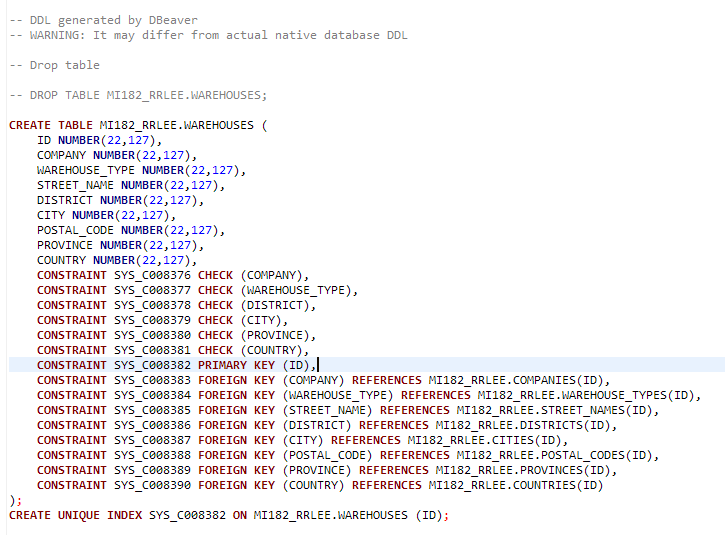 -- DDL generated by DBeaver
-- WARNING: It may differ from actual native database DDL
-- Drop table
-- DROP TABLE MI182_RRLEE.WAREHOUSES;
CREATE TABLE MI182_RRLEE.WAREHOUSES (
    ID NUMBER(22,127),
    COMPANY NUMBER(22,127),
    WAREHOUSE_TYPE NUMBER(22,127),
    STREET_NAME NUMBER(22,127),
    DISTRICT NUMBER(22,127),
    CITY NUMBER(22,127),
    POSTAL_CODE NUMBER(22,127),
    PROVINCE NUMBER(22,127),
    COUNTRY NUMBER(22,127),
    CONSTRAINT SYS_C008376 CHECK (COMPANY),
    CONSTRAINT SYS_C008377 CHECK (WAREHOUSE_TYPE),
    CONSTRAINT SYS_C008378 CHECK (DISTRICT),
    CONSTRAINT SYS_C008379 CHECK (CITY),
    CONSTRAINT SYS_C008380 CHECK (PROVINCE),
    CONSTRAINT SYS_C008381 CHECK (COUNTRY),
    CONSTRAINT SYS_C008382 PRIMARY KEY (ID),
    CONSTRAINT SYS_C008383 FOREIGN KEY (COMPANY) REFERENCES MI182_RRLEE.COMPANIES(ID),
    CONSTRAINT SYS_C008384 FOREIGN KEY (WAREHOUSE_TYPE) REFERENCES MI182_RRLEE.WAREHOUSE_TYPES(ID),
    CONSTRAINT SYS_C008385 FOREIGN KEY (STREET_NAME) REFERENCES MI182_RRLEE.STREET_NAMES(ID),
    CONSTRAINT SYS_C008386 FOREIGN KEY (DISTRICT) REFERENCES MI182_RRLEE.DISTRICTS(ID),
    CONSTRAINT SYS_C008387 FOREIGN KEY (CITY) REFERENCES MI182_RRLEE.CITIES(ID),
    CONSTRAINT SYS_C008388 FOREIGN KEY (POSTAL_CODE) REFERENCES MI182_RRLEE.POSTAL_CODES(ID),
    CONSTRAINT SYS_C008389 FOREIGN KEY (PROVINCE) REFERENCES MI182_RRLEE.PROVINCES(ID),
    CONSTRAINT SYS_C008390 FOREIGN KEY (COUNTRY) REFERENCES MI182_RRLEE.COUNTRIES(ID)
);
CREATE UNIQUE INDEX SYS_C008382 ON MI182_RRLEE.WAREHOUSES (ID);